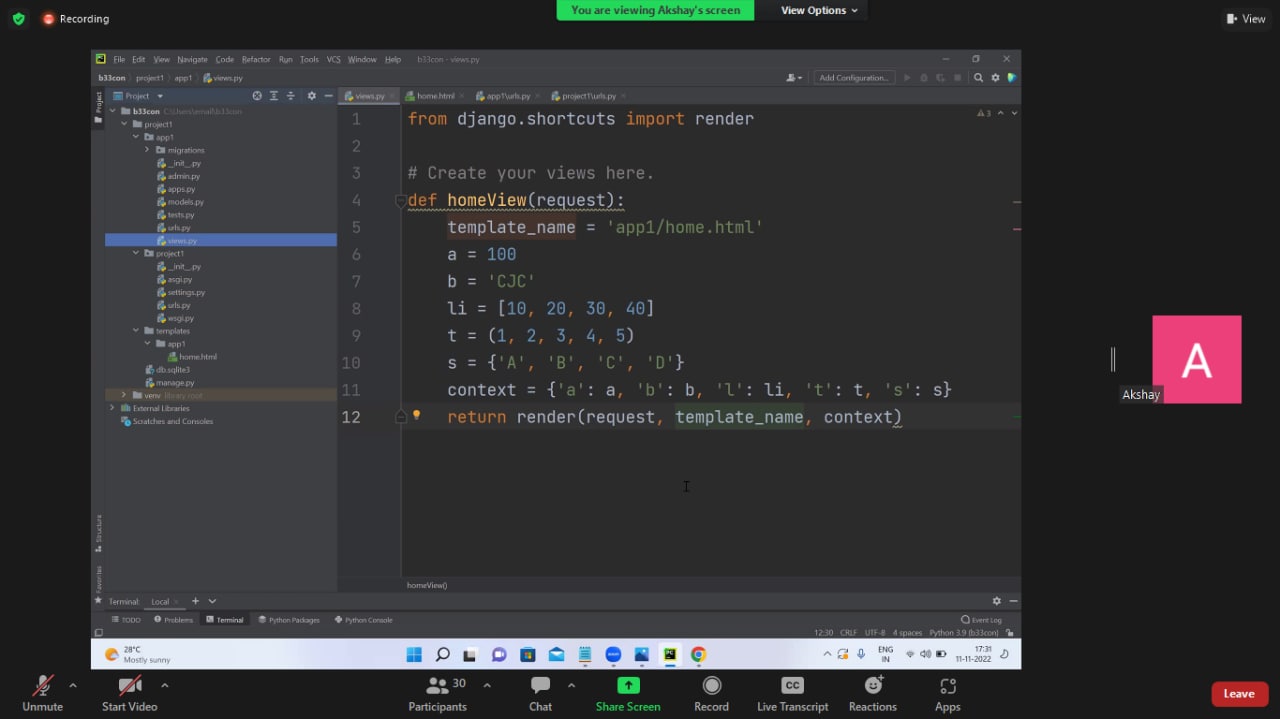 Recording
You are viewing Akshay's screen
View Options
View
File Edit View Navigate Code Refactor Run Tools VCS Window Help b33con - views.py
b33con project1 app1 views.py
Add Configuration...
Project
views.py home.html app1\urls.py project1\urls.py
Project
b33con C:\Users\email\b33con
project1
app1
migrations
__init__.py
admin.py
apps.py
models.py
tests.py
urls.py
views.py
project1
__init__.py
asgi.py
settings.py
urls.py
wsgi.py
templates
app1
home.html
db.sqlite3
manage.py
venv library root
External Libraries
Scratches and Consoles
1 from django.shortcuts import render
2
3 # Create your views here.
4 def homeView(request):
5 template_name = 'app1/home.html'
6 a = 100
7 b = 'CJC'
8 li = [10, 20, 30, 40]
9 t = (1, 2, 3, 4, 5)
10 s = {'A', 'B', 'C', 'D'}
11 context = {'a': a, 'b': b, 'l': li, 't': t, 's': s}
12 return render(request, template_name, context)
3
A
Akshay
Structure
Favorites
homeView()
Terminal: Local
TODO Problems Terminal Python Packages Python Console
Event Log
12:30 CRLF UTF-8 4 spaces Python 3.9 (b33con)
28°C
Mostly sunny
ENG
IN
17:31
11-11-2022
Unmute
Start Video
30
Participants
Chat
Share Screen
Record
CC
Live Transcript
Reactions
Apps
Leave